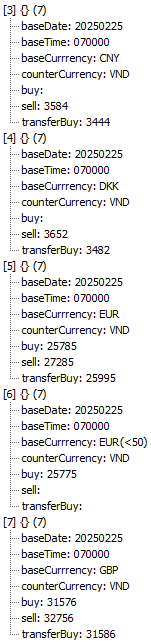 [3] {} (7)
baseDate: 20250225
baseTime: 070000
baseCurrrency: CNY
counterCurrency: VND
buy:
sell: 3584
transferBuy: 3444
[4] {} (7)
baseDate: 20250225
baseTime: 070000
baseCurrrency: DKK
counterCurrency: VND
buy:
sell: 3652
transferBuy: 3482
[5] {} (7)
baseDate: 20250225
baseTime: 070000
baseCurrrency: EUR
counterCurrency: VND
buy: 25785
sell: 27285
transferBuy: 25995
[6] {} (7)
baseDate: 20250225
baseTime: 070000
baseCurrrency: EUR(<50)
counterCurrency: VND
buy: 25775
sell:
transferBuy:
[7] {} (7)
baseDate: 20250225
baseTime: 070000
baseCurrrency: GBP
counterCurrency: VND
buy: 31576
sell: 32756
transferBuy: 31586